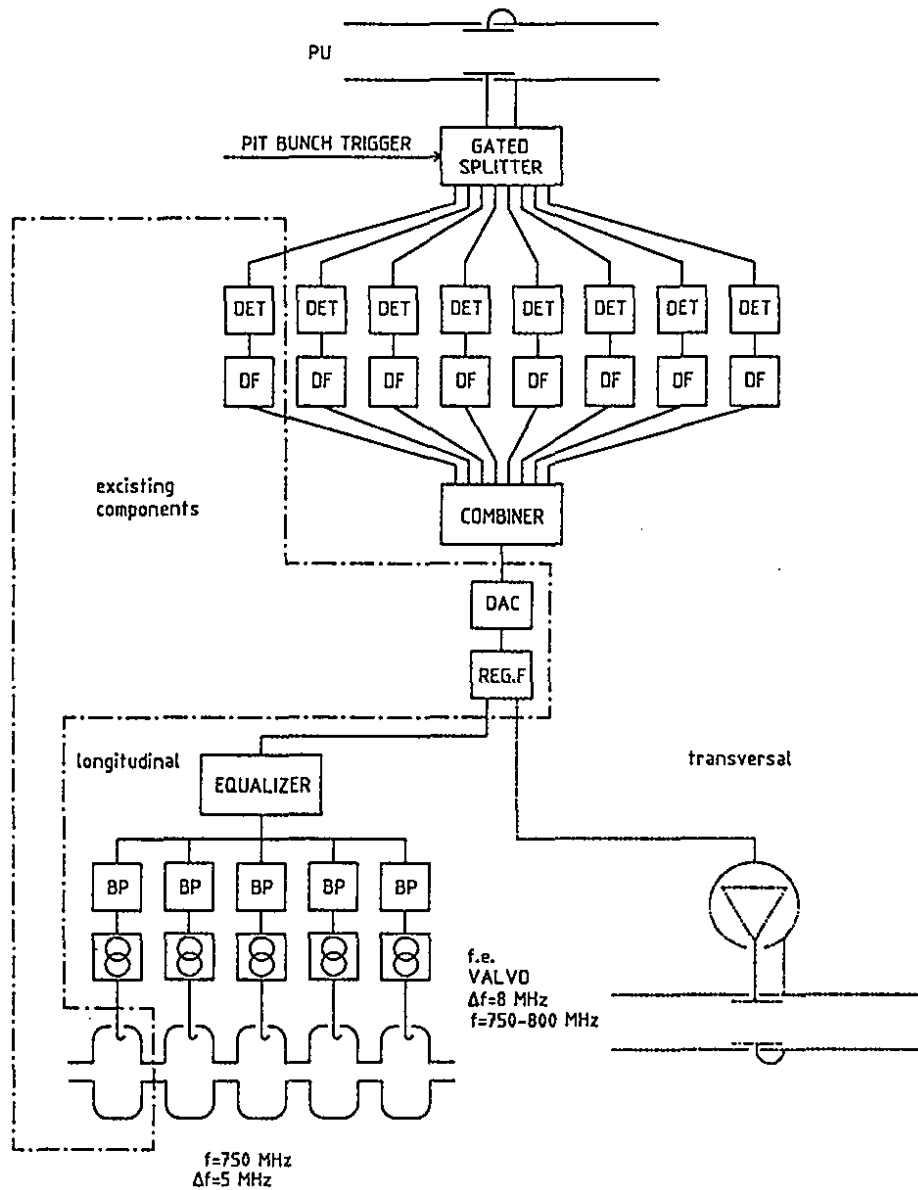 PU
PIT BUNCH TRIGGER
GATED
SPLITTER
DET DET DET DET DET DET DET DET
DF DF DF DF DF DF DF DF
excisting
components
COMBINER
DAC
REG.F
longitudinal
transversal
EQUALIZER
BP BP BP BP BP
f.e.
VALVO
Δf=8 MHz
f=750-800 MHz
f=750 MHz
Δf=5 MHz